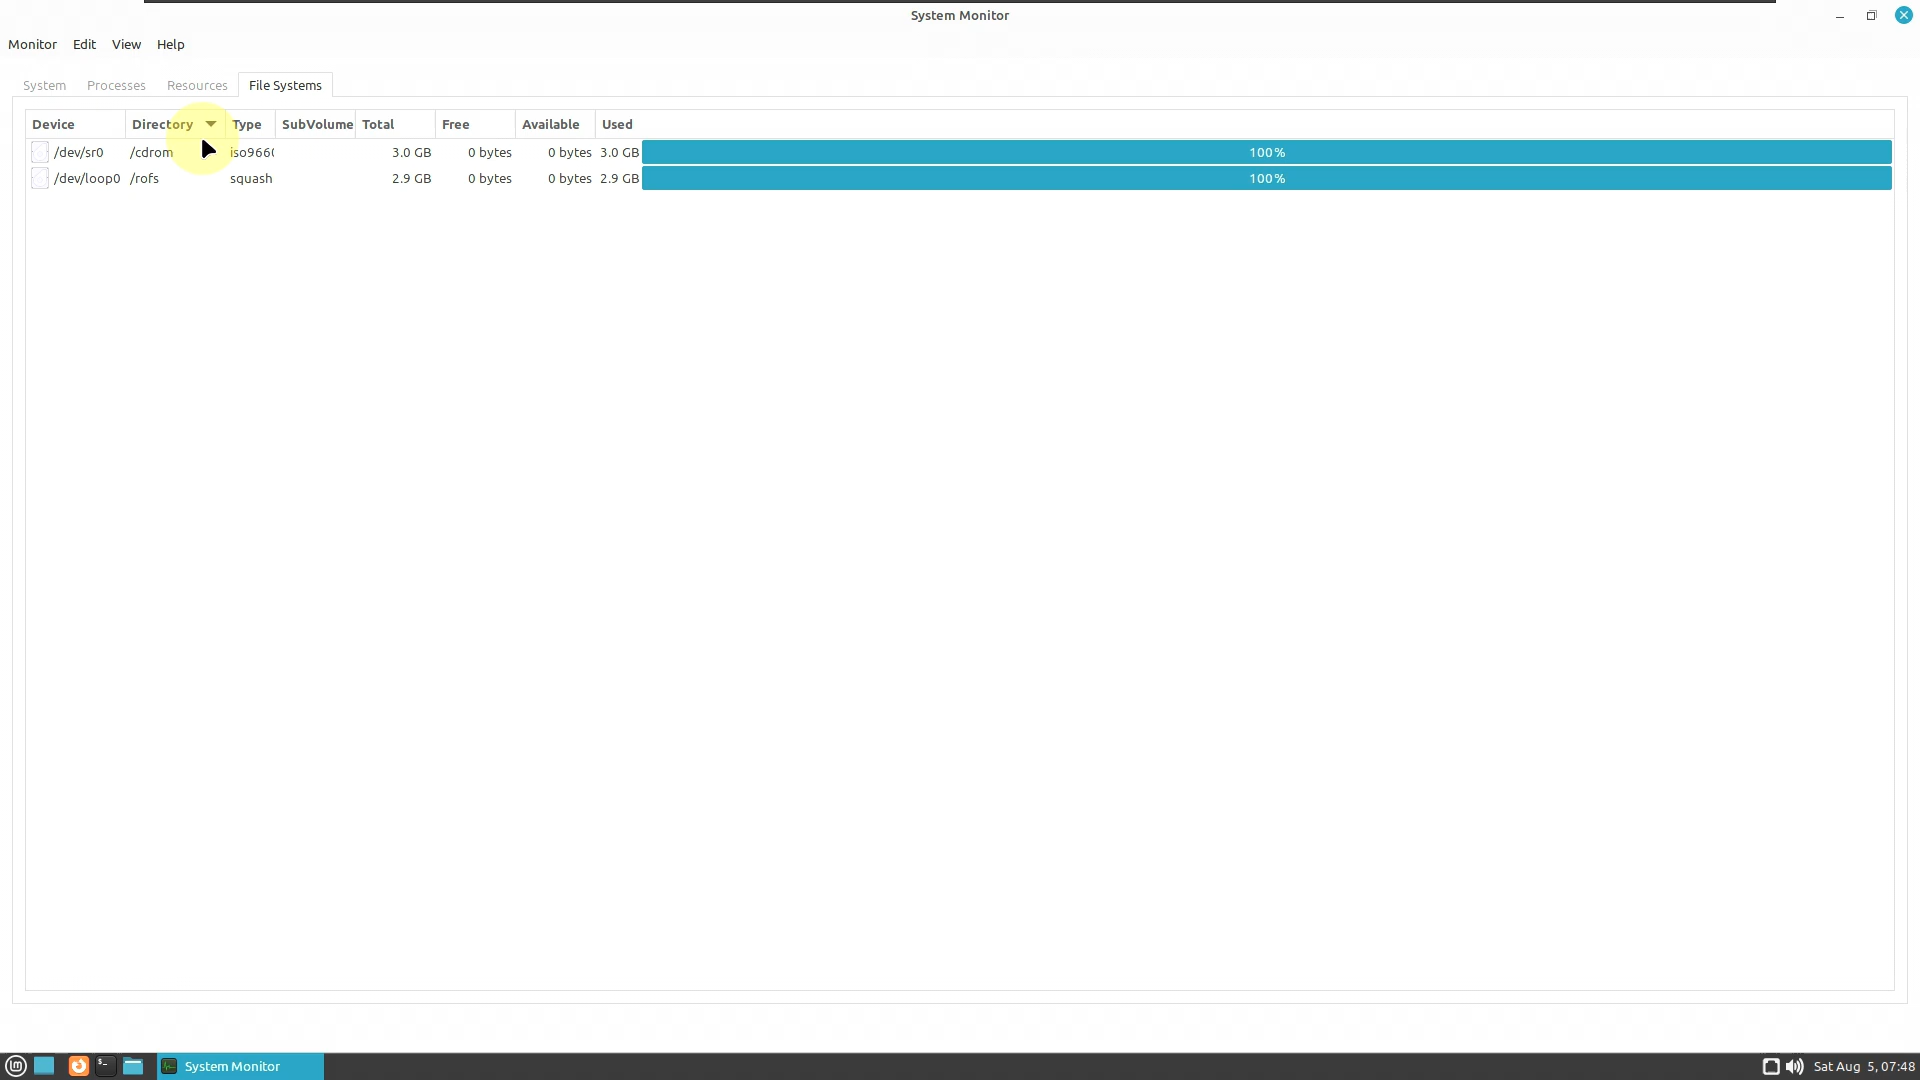 System Monitor
Monitor Edit View Help
System Processes Resources File Systems
Device Directory Type SubVolume Total Free Available Used
/dev/sr0 /cdrom iso966 3.0 GB 0 bytes 0 bytes 3.0 GB 100%
/dev/loop0 /rofs squash 2.9 GB 0 bytes 0 bytes 2.9 GB 100%
System Monitor Sat Aug 5, 07:48